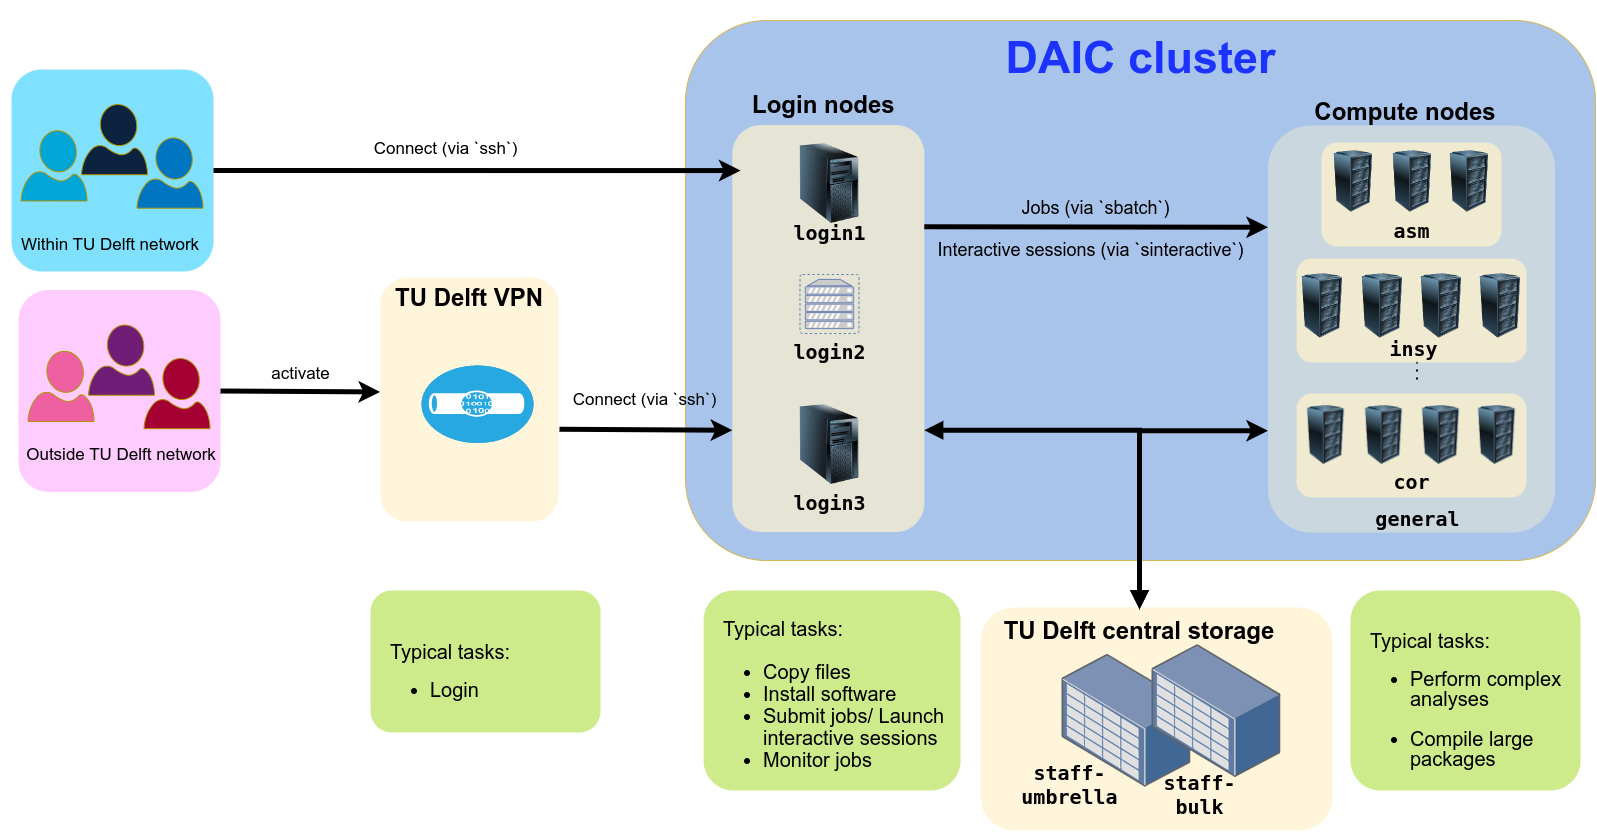 DAIC cluster
Login nodes
Compute nodes
Within TU Delft network
Connect (via `ssh`)
login1
login2
login3
Jobs (via `sbatch`)
Interactive sessions (via `sinteractive`)
asm
insy
cor
general
Outside TU Delft network
activate
TU Delft VPN
Connect (via `ssh`)
Typical tasks:
• Login
Typical tasks:
• Copy files
• Install software
• Submit jobs/ Launch
interactive sessions
• Monitor jobs
TU Delft central storage
staff-
umbrella
staff-
bulk
Typical tasks:
• Perform complex
analyses
• Compile large
packages